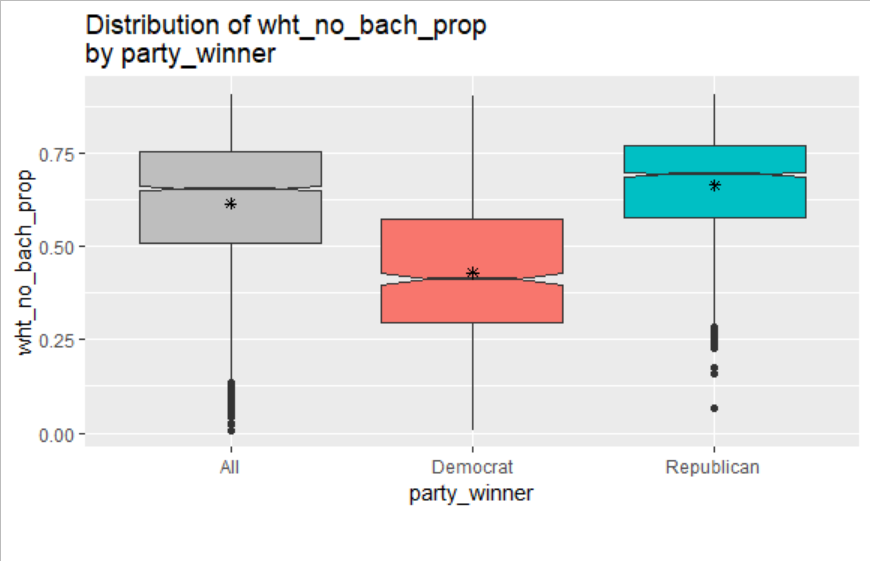 Distribution of wht_no_bach_prop
by party_winner
wht_no_bach_prop
0.75
0.50
0.25
0.00
All
Democrat
Republican
party_winner